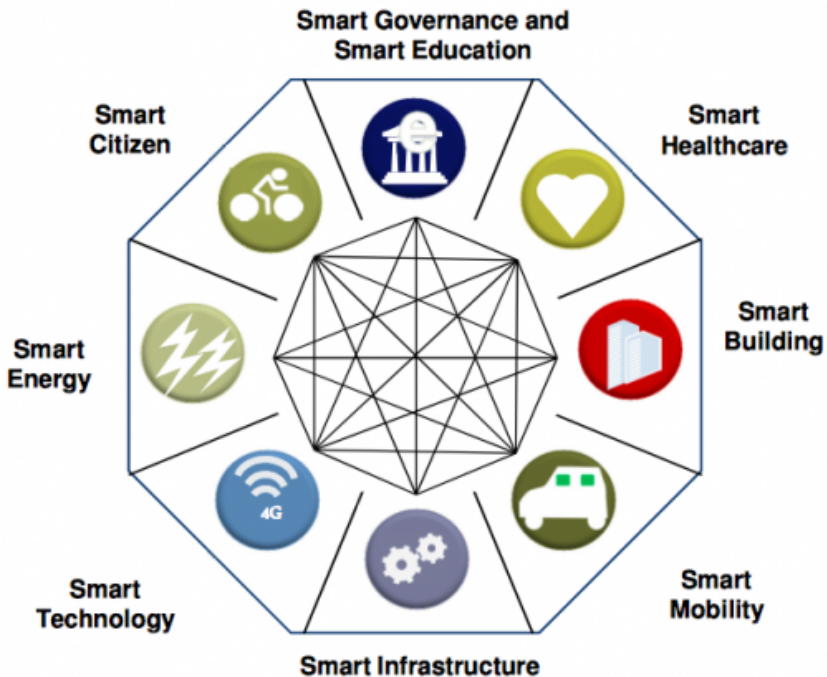 Smart Governance and
Smart Education
Smart
Citizen
Smart
Healthcare
e
Smart
Building
Smart
Energy
4G
Smart
Technology
Smart
Mobility
Smart Infrastructure